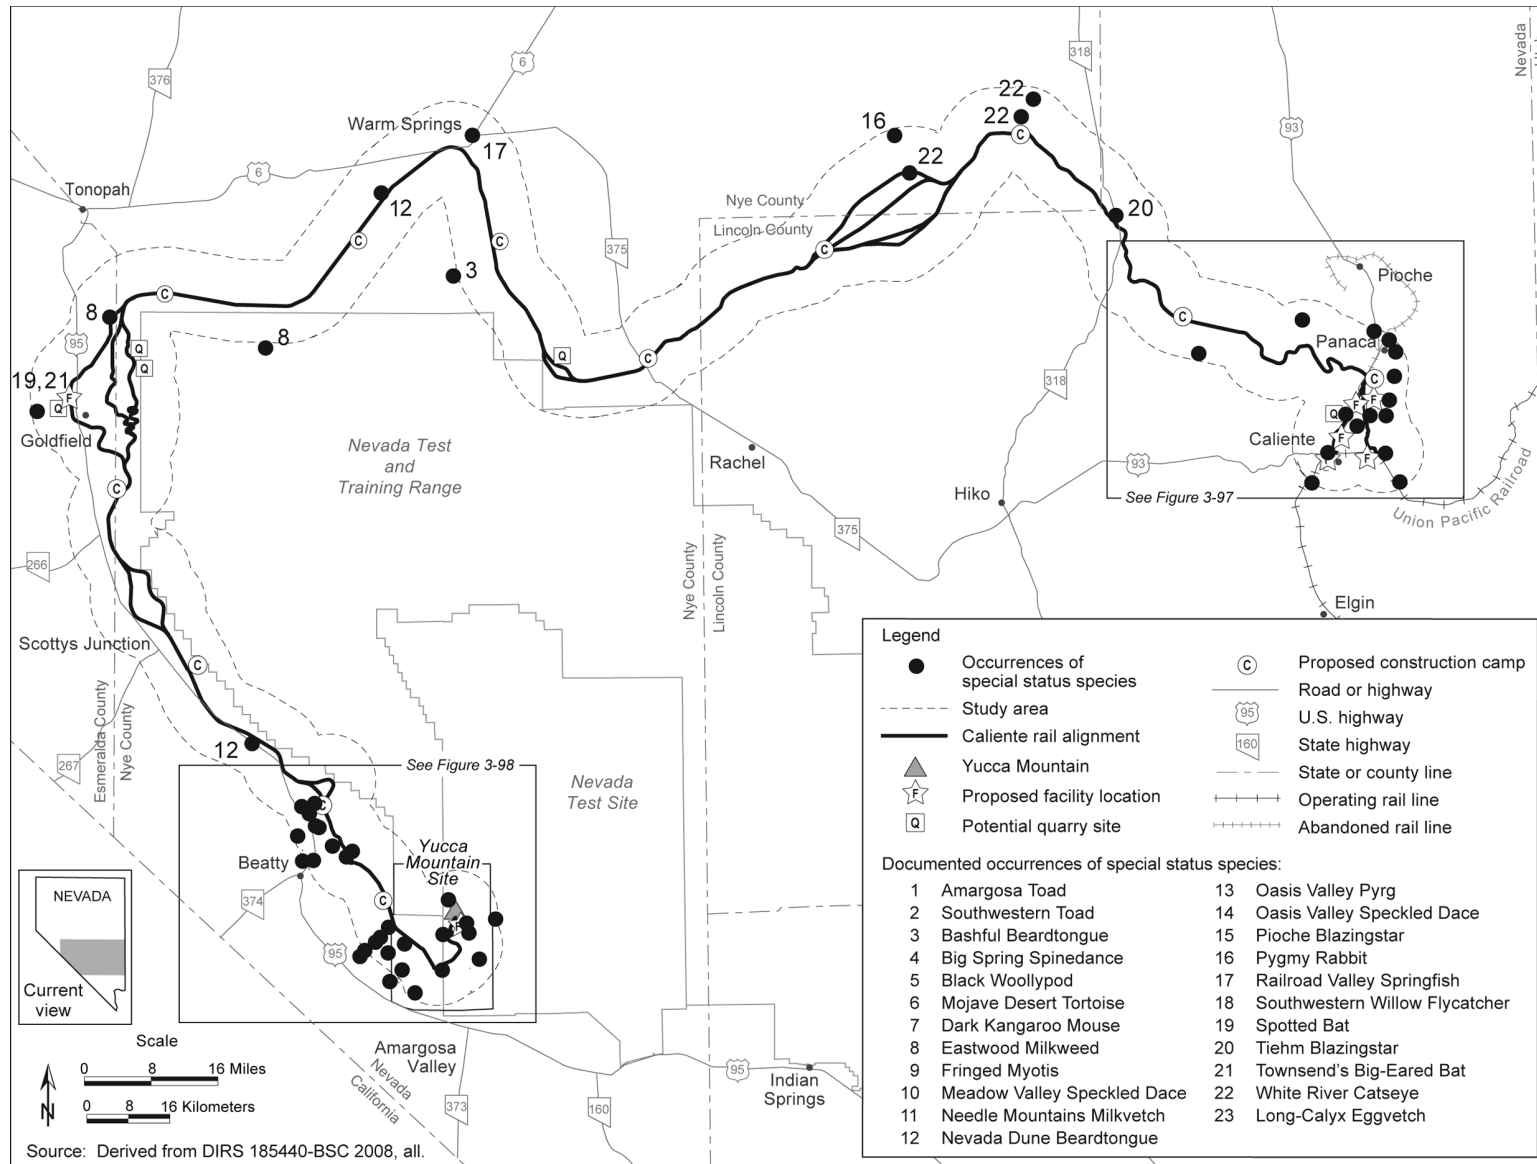 376
6
318
Nevada
93
Warm Springs
17
16
22
22
22
6
Tonopah
12
Nye County
Lincoln County
20
375
3
Pioche
8
8
95
Panaca
19,21
Goldfield
Caliente
Nevada Test
and
Training Range
318
Rachel
93
Hiko
See Figure 3-97
Union Pacific Railroad
375
266
Nye County
Lincoln County
Elgin
Scottys Junction
Esmeralda County
Nye County
267
12
See Figure 3-98
Nevada
Test Site
Beatty
Yucca
Mountain
Site
374
95
Amargosa
Valley
Nevada
California
373
160
95
Indian
Springs
C
C
C
C
C
C
C
C
C
C
C
C
C
Q
Q
Q
Q
Q
F
F
F
F
F
F
F
NEVADA
Current
view
Scale
0 8 16 Miles
0 8 16 Kilometers
N
Source: Derived from DIRS 185440-BSC 2008, all.
Legend
Occurrences of
special status species
Study area
Caliente rail alignment
Yucca Mountain
F Proposed facility location
Q Potential quarry site
C Proposed construction camp
Road or highway
95 U.S. highway
160 State highway
State or county line
Operating rail line
Abandoned rail line
Documented occurrences of special status species:
1 Amargosa Toad
2 Southwestern Toad
3 Bashful Beardtongue
4 Big Spring Spinedance
5 Black Woollypod
6 Mojave Desert Tortoise
7 Dark Kangaroo Mouse
8 Eastwood Milkweed
9 Fringed Myotis
10 Meadow Valley Speckled Dace
11 Needle Mountains Milkvetch
12 Nevada Dune Beardtongue
13 Oasis Valley Pyrg
14 Oasis Valley Speckled Dace
15 Pioche Blazingstar
16 Pygmy Rabbit
17 Railroad Valley Springfish
18 Southwestern Willow Flycatcher
19 Spotted Bat
20 Tiehm Blazingstar
21 Townsend's Big-Eared Bat
22 White River Catseye
23 Long-Calyx Eggvetch